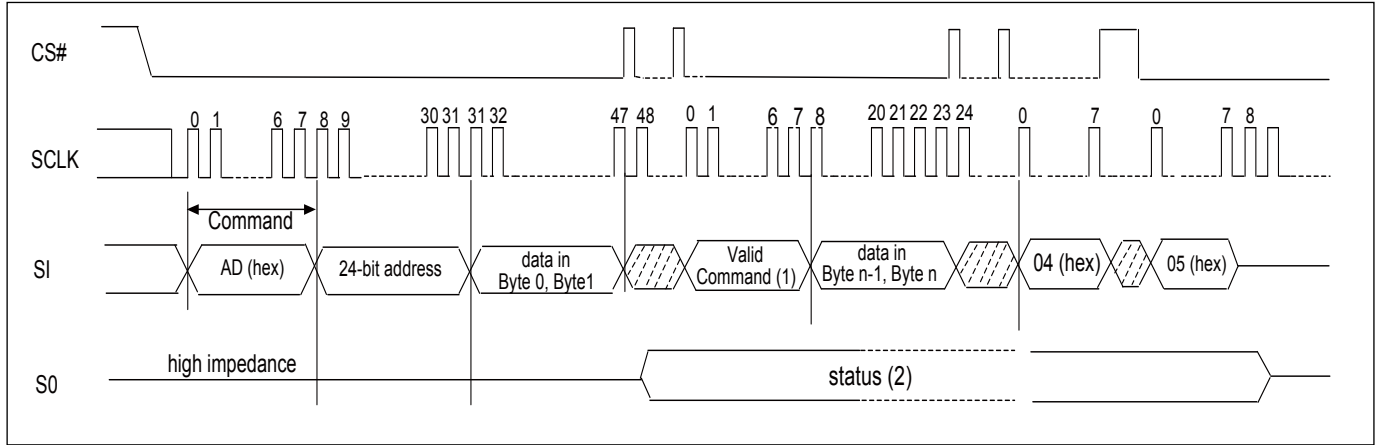 CS#
0 1 6 7 8 9 30 31 31 32 47 48 0 1 6 7 8 20 21 22 23 24 0 7 0 7 8
SCLK
Command
SI
AD (hex)
24-bit address
data in
Byte 0, Byte1
Valid
Command (1)
data in
Byte n-1, Byte n
04 (hex)
05 (hex)
high impedance
S0
status (2)